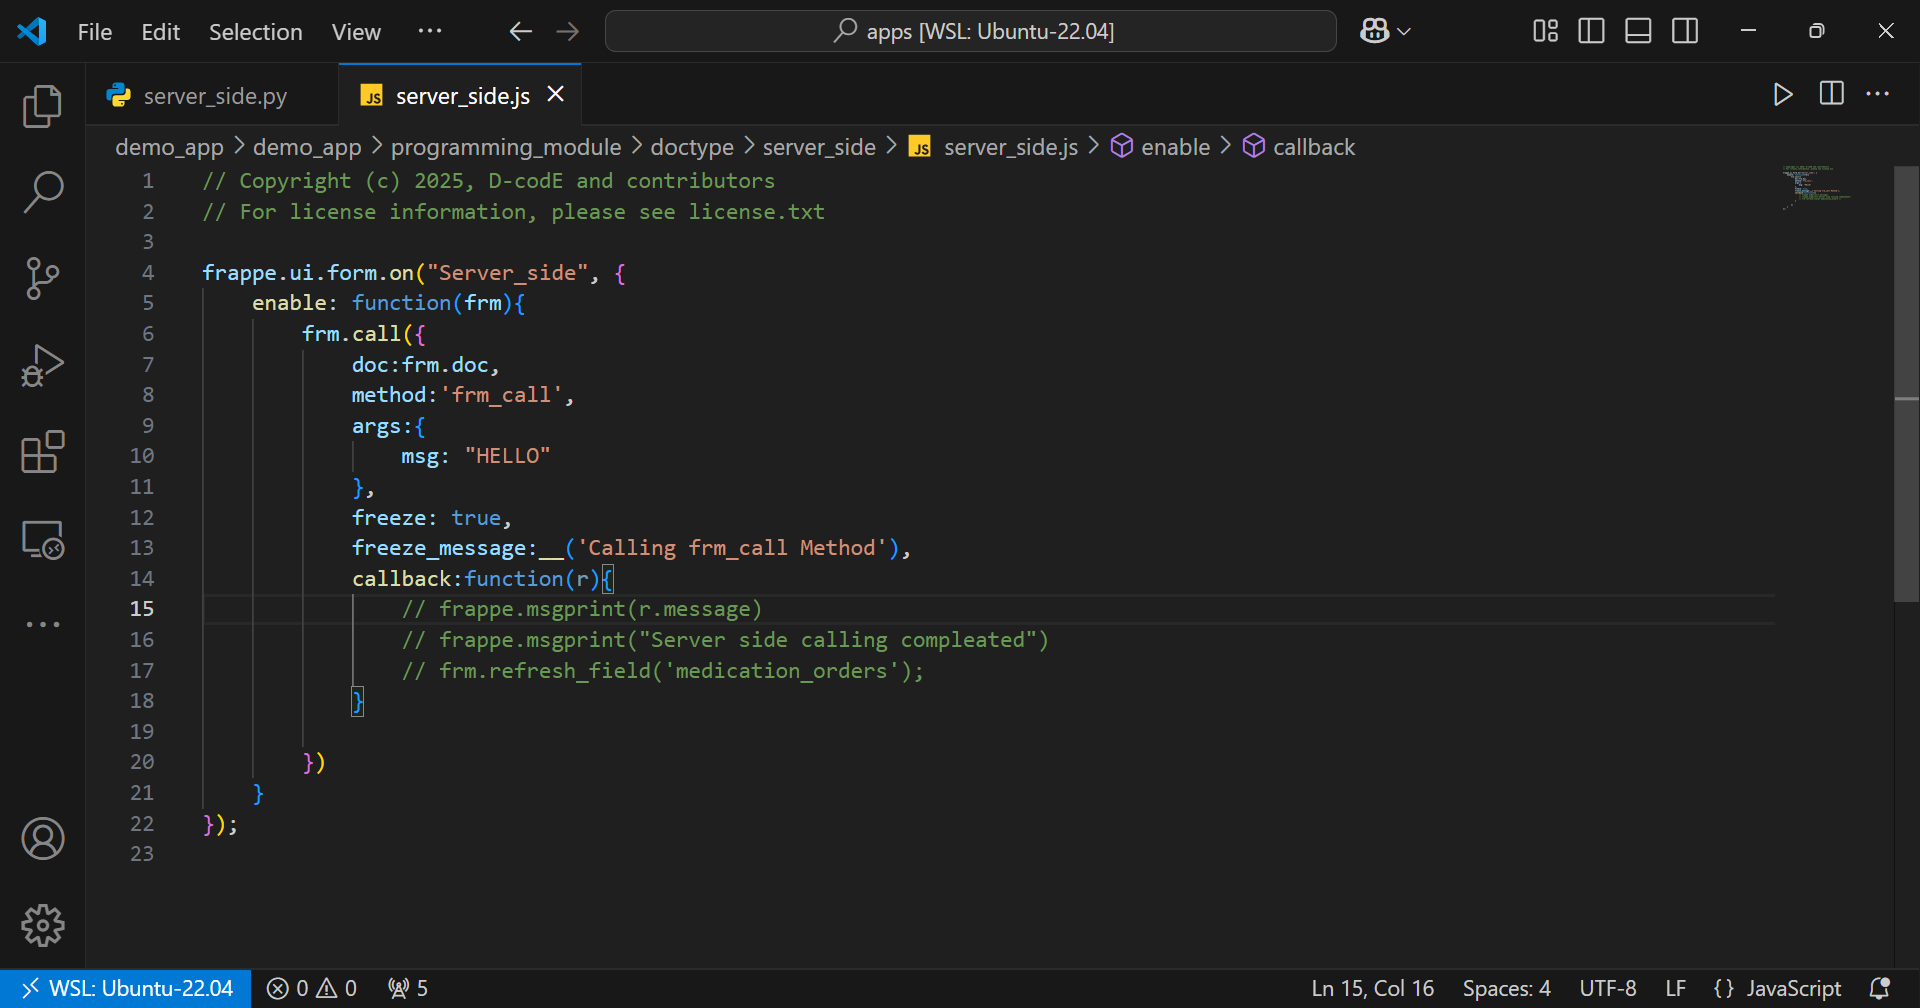 File Edit Selection View ··· apps [WSL: Ubuntu-22.04]
server_side.py JS server_side.js
demo_app > demo_app > programming_module > doctype > server_side > JS server_side.js > enable > callback
1 // Copyright (c) 2025, D-codE and contributors
2 // For license information, please see license.txt
3
4 frappe.ui.form.on("Server_side", {
5 enable: function(frm){
6 frm.call({
7 doc:frm.doc,
8 method:'frm_call',
9 args:{
10 msg: "HELLO"
11 },
12 freeze: true,
13 freeze_message:__('Calling frm_call Method'),
14 callback:function(r){
15 // frappe.msgprint(r.message)
16 // frappe.msgprint("Server side calling compleated")
17 // frm.refresh_field('medication_orders');
18 }
19
20 })
21 }
22 });
23
WSL: Ubuntu-22.04 0 0 5 Ln 15, Col 16 Spaces: 4 UTF-8 LF {} JavaScript